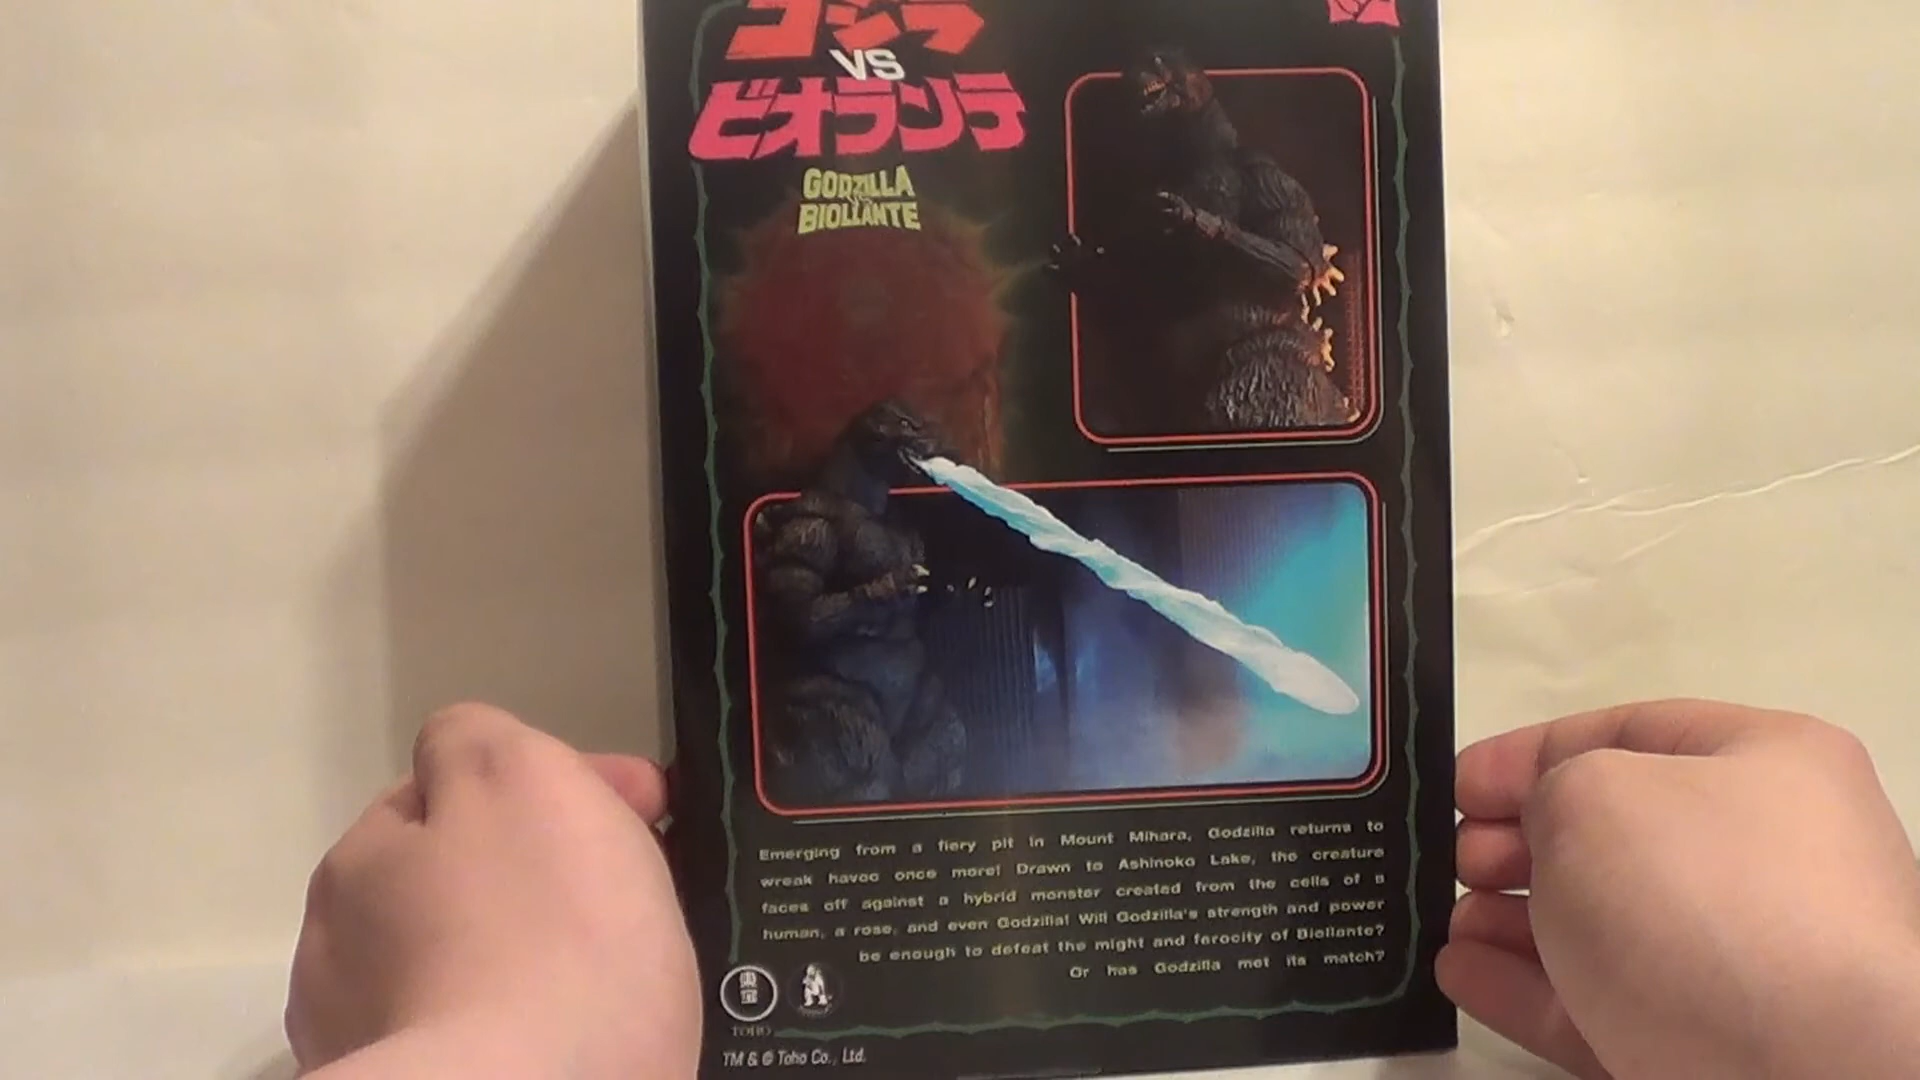 ゴジラ
VS
ビオランテ
GODZILLA
VS
BIOLLANTE
Emerging from a fiery pit in Mount Mihara, Godzilla returns to
wreak havoc once more! Drawn to Ashinoko Lake, the creature
faces off against a hybrid monster created from the cells of a
human, a rose, and even Godzilla! Will Godzilla's strength and power
be enough to defeat the might and ferocity of Biollante?
Or has Godzilla met its match?
TOHO
TM & © Toho Co., Ltd.